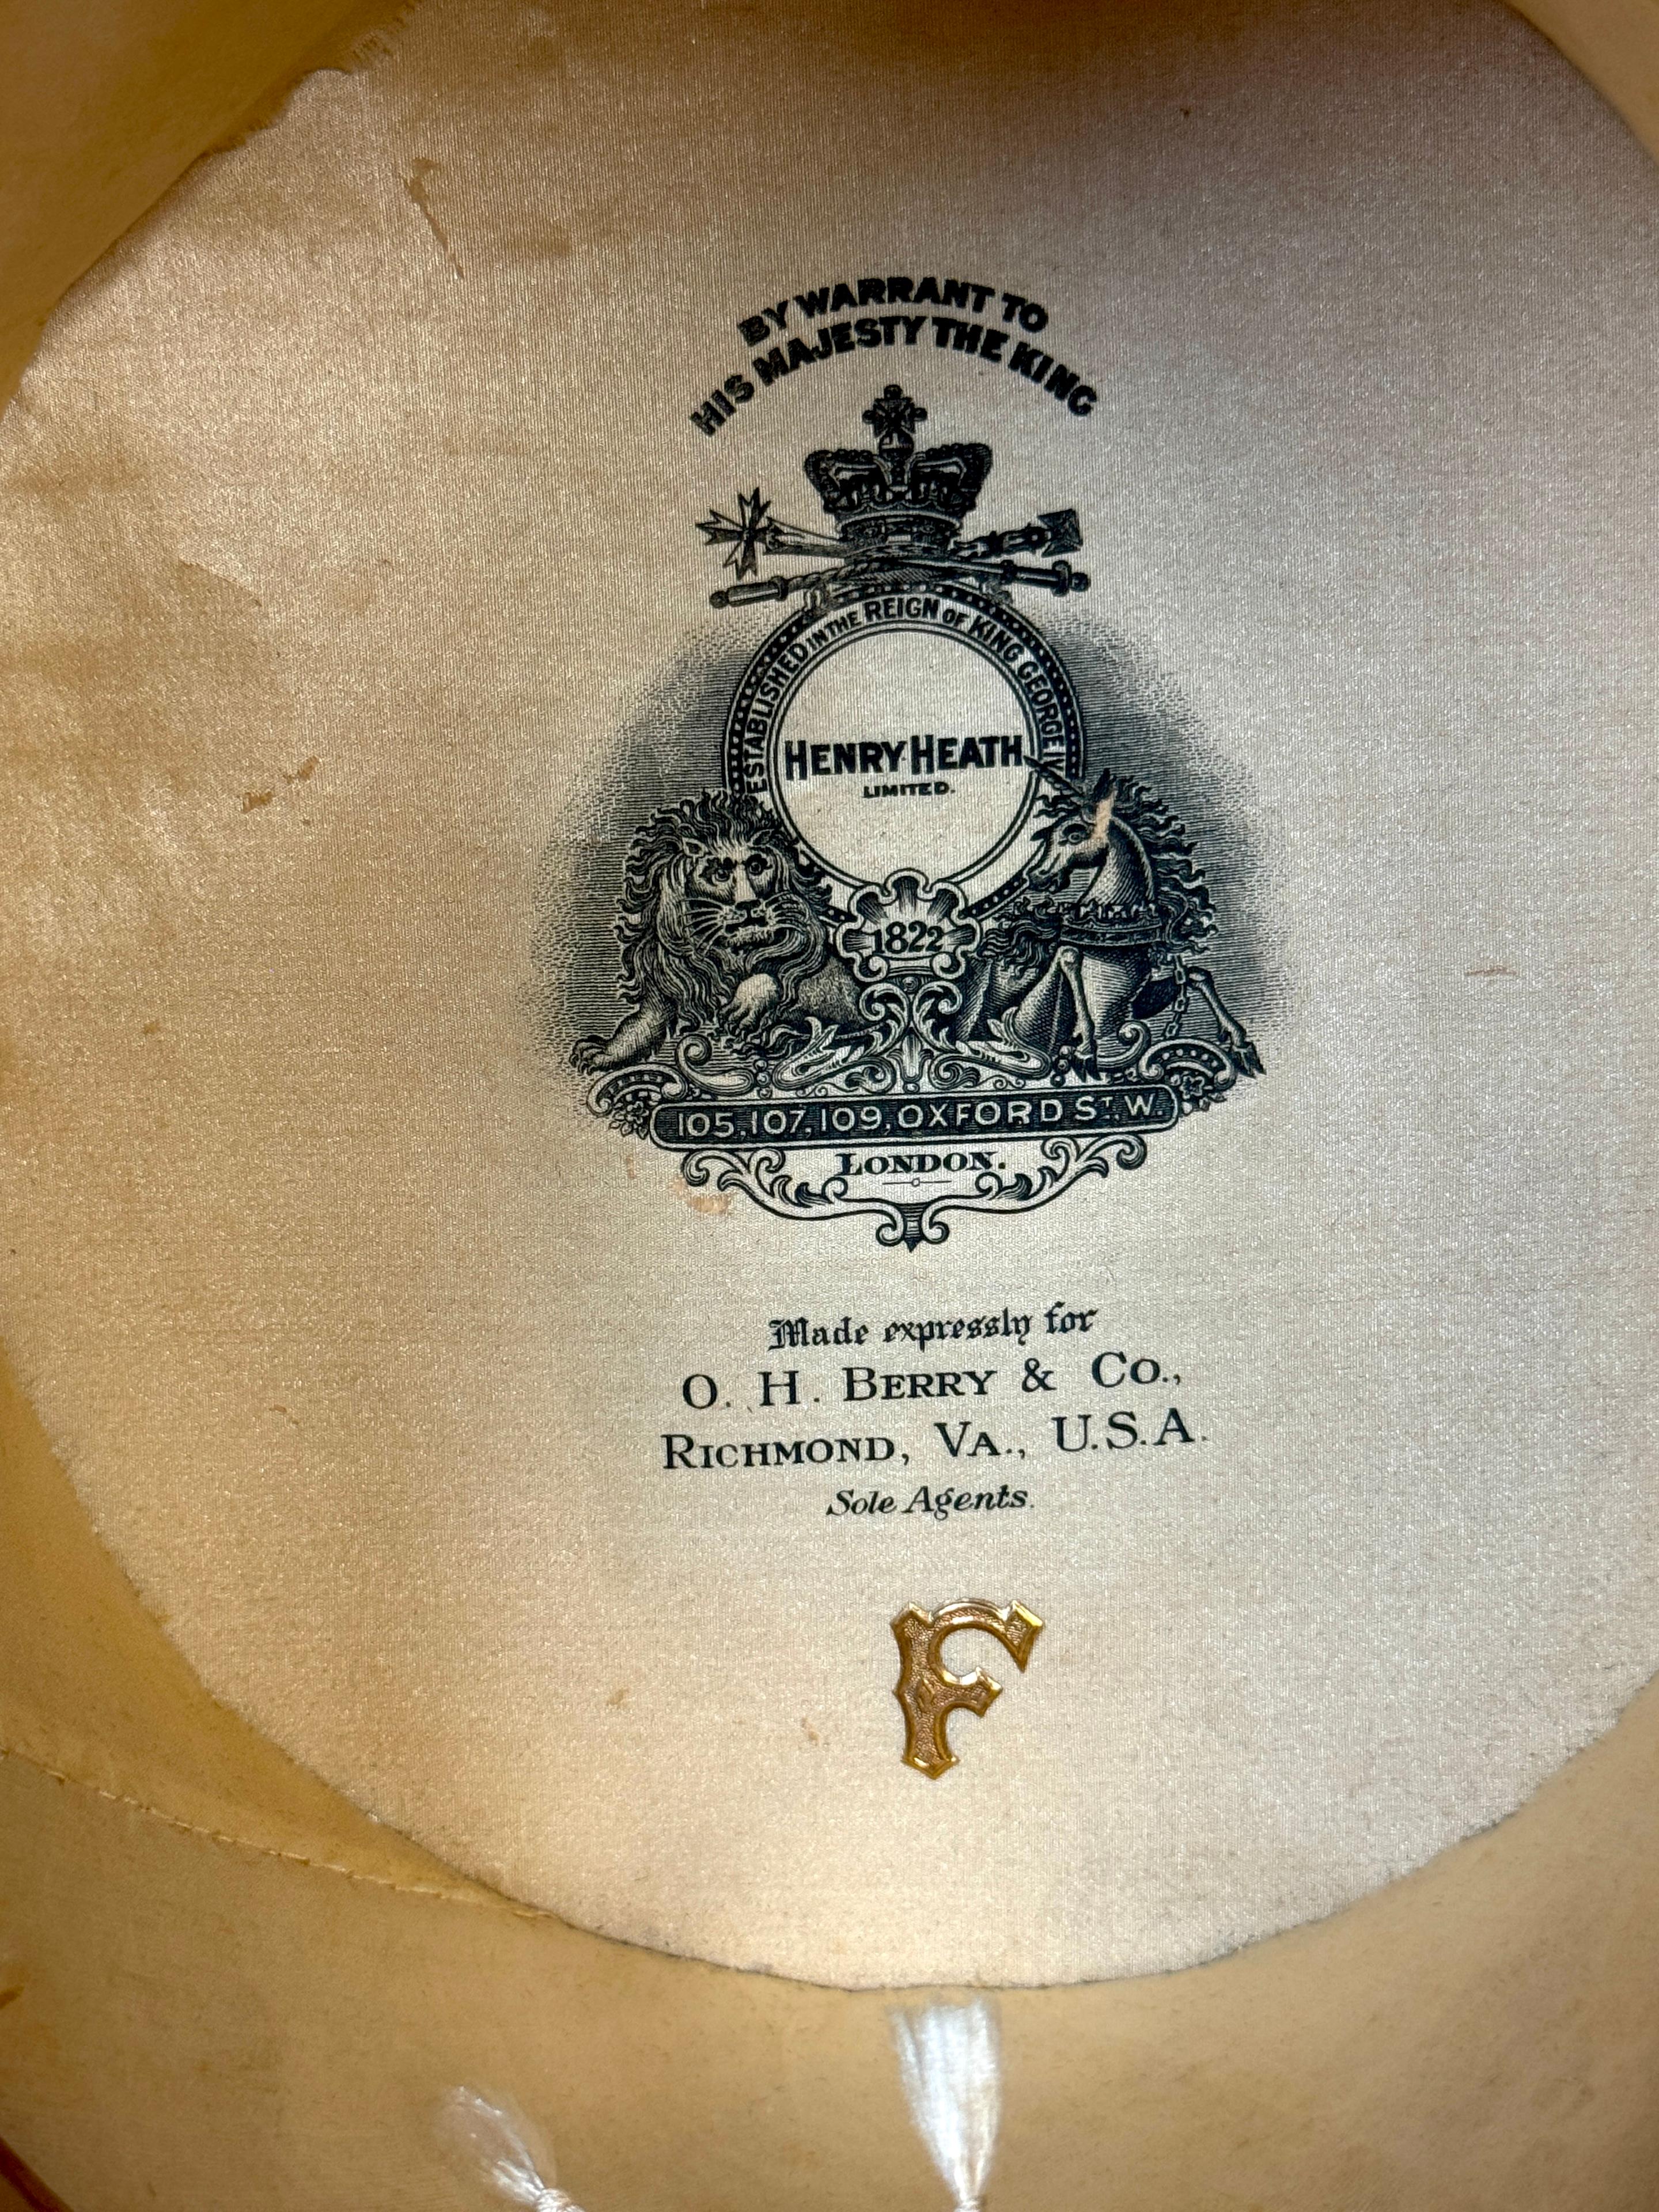 BY WARRANT TO
HIS MAJESTY THE KING
ESTABLISHED IN THE REIGN OF KING GEORGE IV
HENRY HEATH
LIMITED.
1822
105,107,109, OXFORD ST. W.
LONDON.
Made expressly for
O. H. BERRY & CO.,
RICHMOND, VA., U.S.A.
Sole Agents.
F